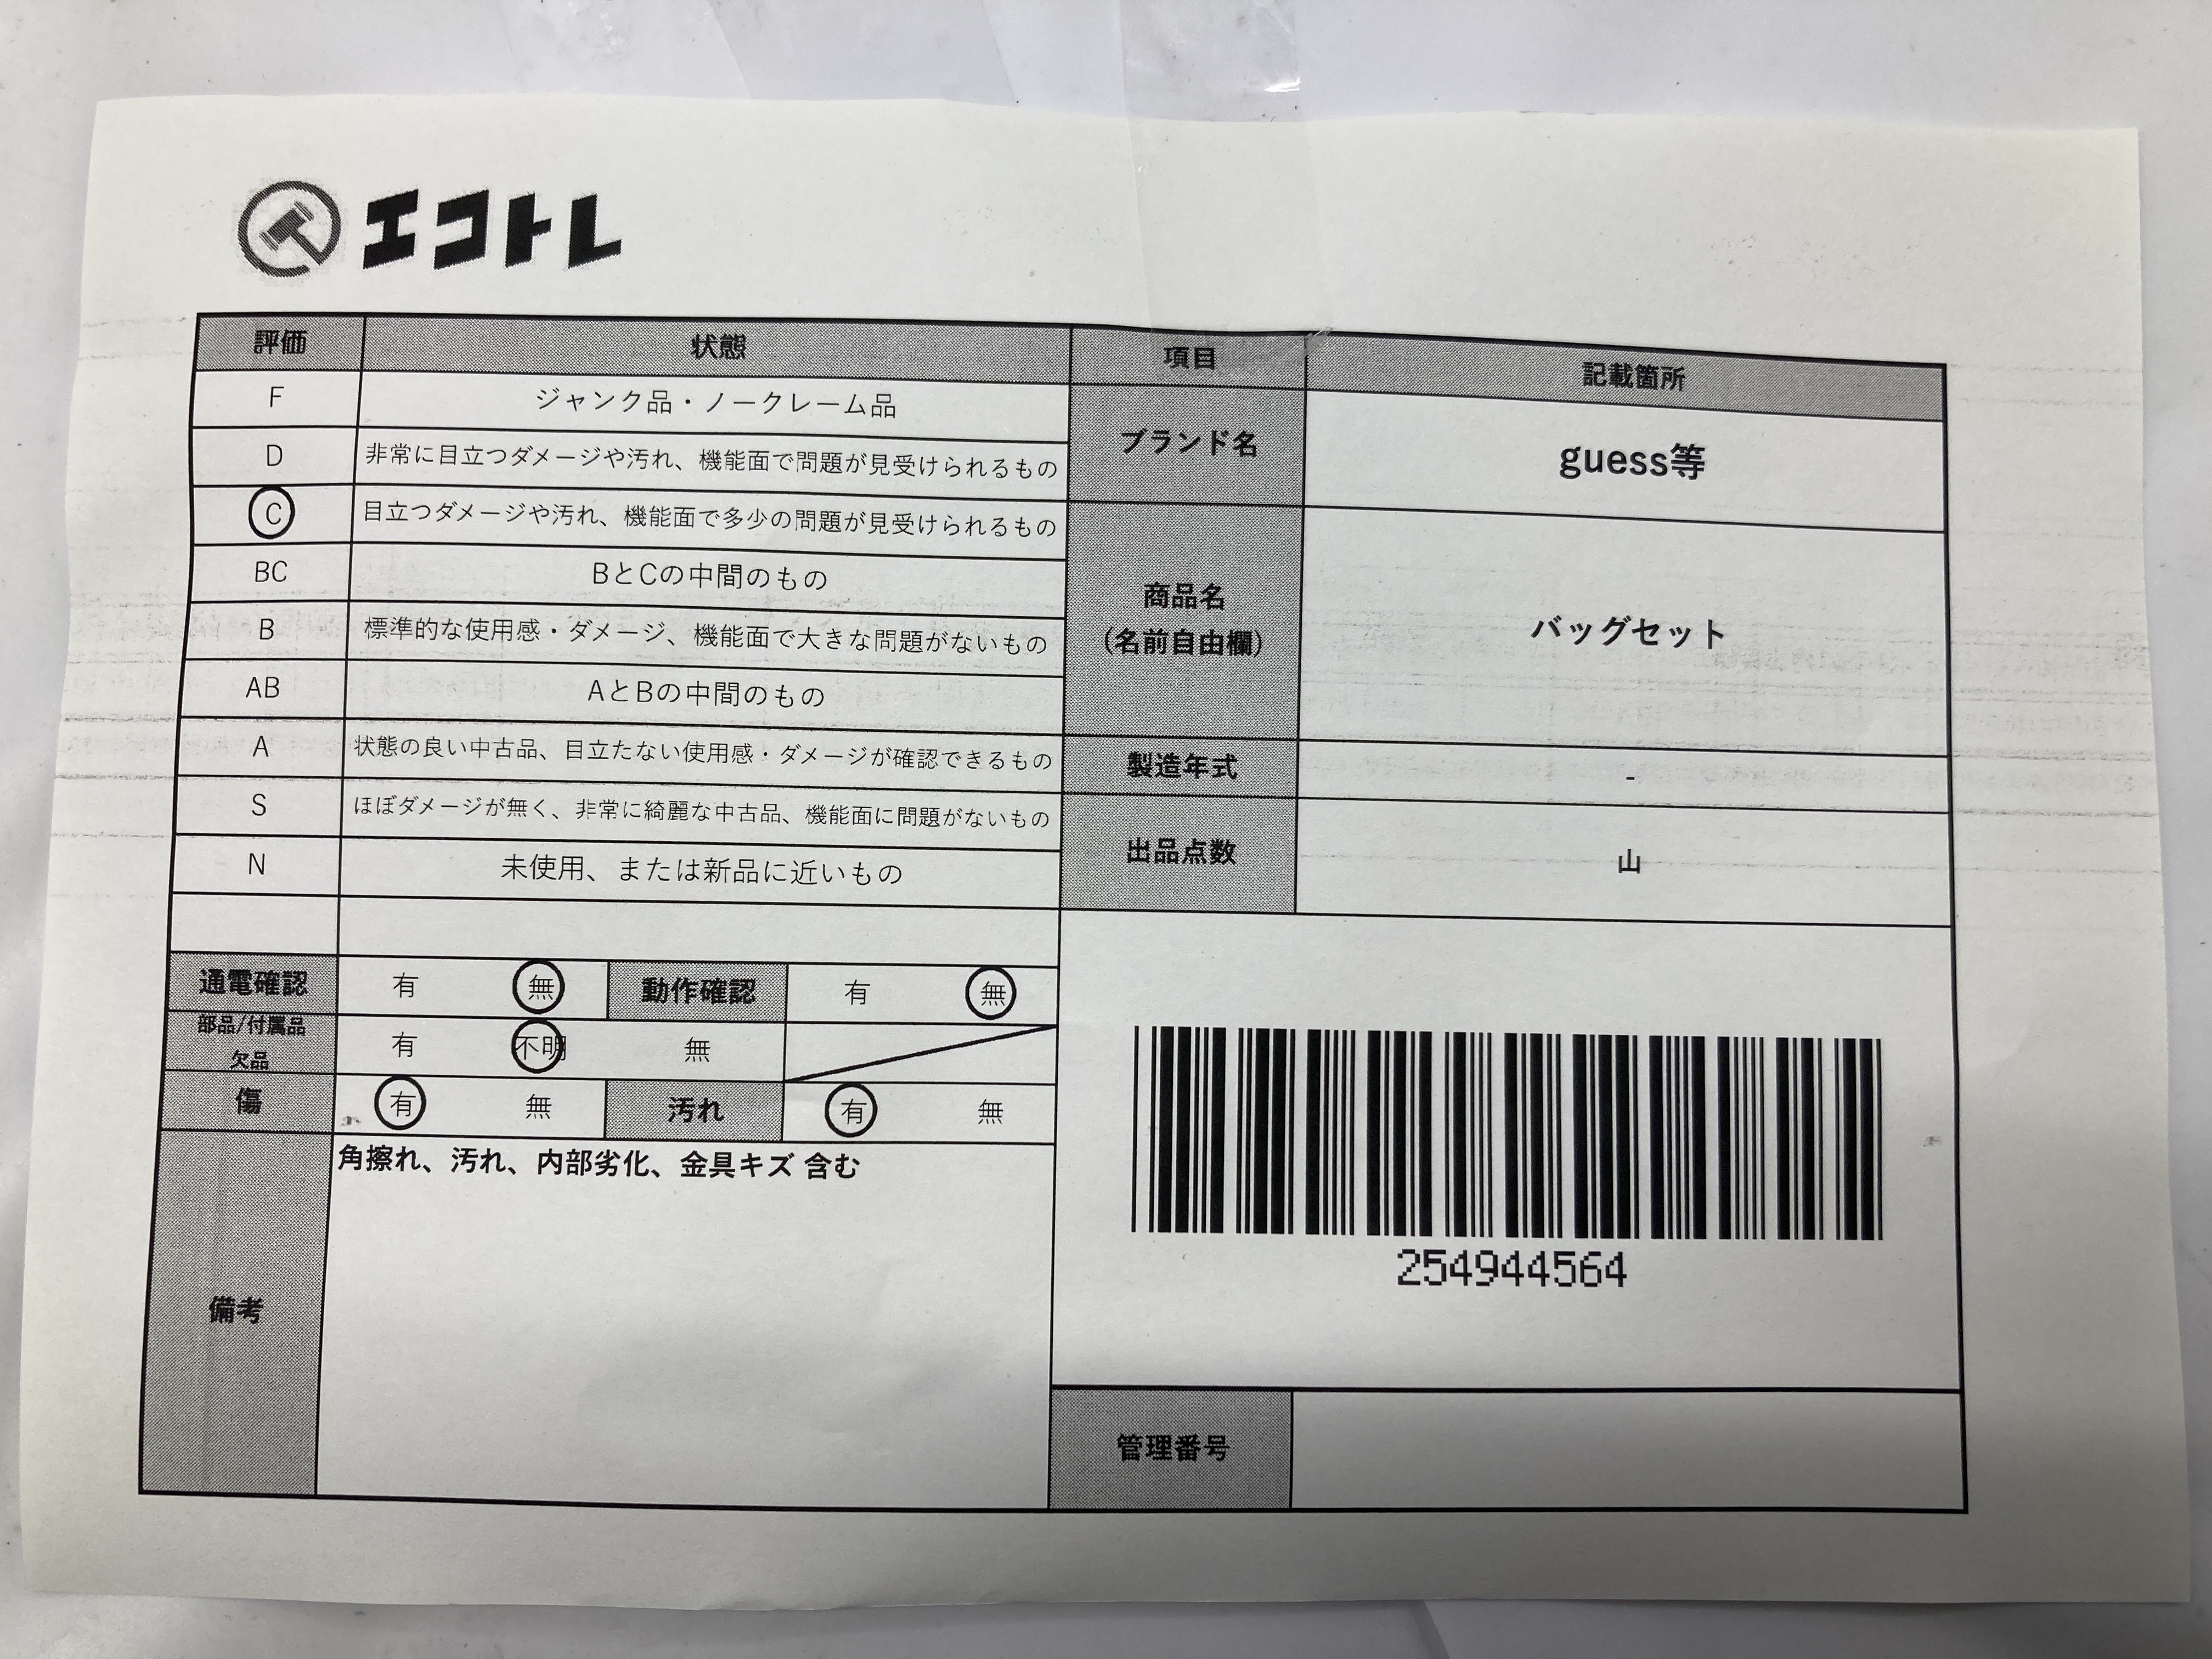 エコトレ
評価 状態 項目 記載箇所
F ジャンク品・ノークレーム品
D 非常に目立つダメージや汚れ、機能面で問題が見受けられるもの
ブランド名 guess等
C 目立つダメージや汚れ、機能面で多少の問題が見受けられるもの
BC BとCの中間のもの
B 標準的な使用感・ダメージ、機能面で大きな問題がないもの
商品名
(名前自由欄)
バッグセット
AB AとBの中間のもの
A 状態の良い中古品、目立たない使用感・ダメージが確認できるもの
製造年式 -
S ほぼダメージが無く、非常に綺麗な中古品、機能面に問題がないもの
N 未使用、または新品に近いもの
出品点数 山
通電確認 有 無 動作確認 有 無
部品/付属品
欠品
有 不明 無
傷 有 無 汚れ 有 無
備考
角擦れ、汚れ、内部劣化、金具キズ 含む
254944564
管理番号